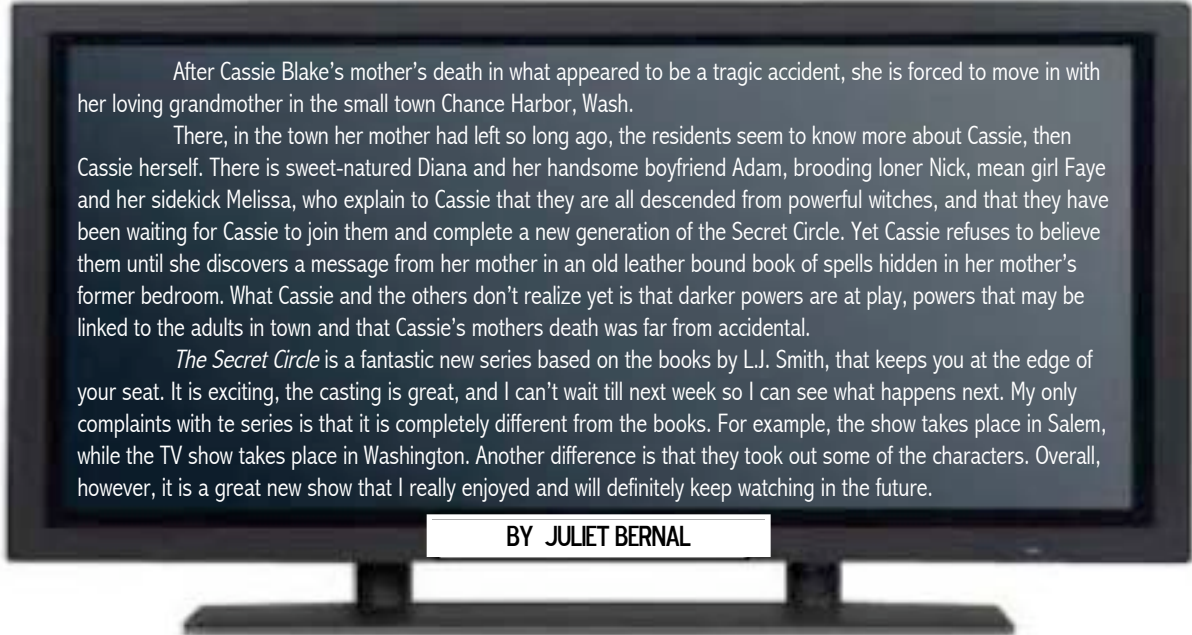 After Cassie Blake’s mother’s death in what appeared to be a tragic accident, she is forced to move in with
her loving grandmother in the small town Chance Harbor, Wash.
There, in the town her mother had left so long ago, the residents seem to know more about Cassie, then
Cassie herself. There is sweet-natured Diana and her handsome boyfriend Adam, brooding loner Nick, mean girl Faye
and her sidekick Melissa, who explain to Cassie that they are all descended from powerful witches, and that they have
been waiting for Cassie to join them and complete a new generation of the Secret Circle. Yet Cassie refuses to believe
them until she discovers a message from her mother in an old leather bound book of spells hidden in her mother’s
former bedroom. What Cassie and the others don’t realize yet is that darker powers are at play, powers that may be
linked to the adults in town and that Cassie’s mothers death was far from accidental.
The Secret Circle is a fantastic new series based on the books by L.J. Smith, that keeps you at the edge of
your seat. It is exciting, the casting is great, and I can’t wait till next week so I can see what happens next. My only
complaints with te series is that it is completely different from the books. For example, the show takes place in Salem,
while the TV show takes place in Washington. Another difference is that they took out some of the characters. Overall,
however, it is a great new show that I really enjoyed and will definitely keep watching in the future.
BY JULIET BERNAL